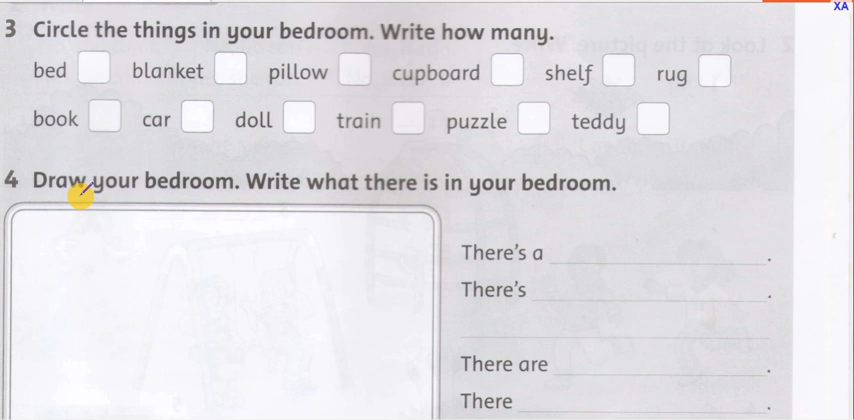 XA
3 Circle the things in your bedroom. Write how many.
bed blanket pillow cupboard shelf rug
book car doll train puzzle teddy
4 Draw your bedroom. Write what there is in your bedroom.
There's a .
There's .
There are .
There .